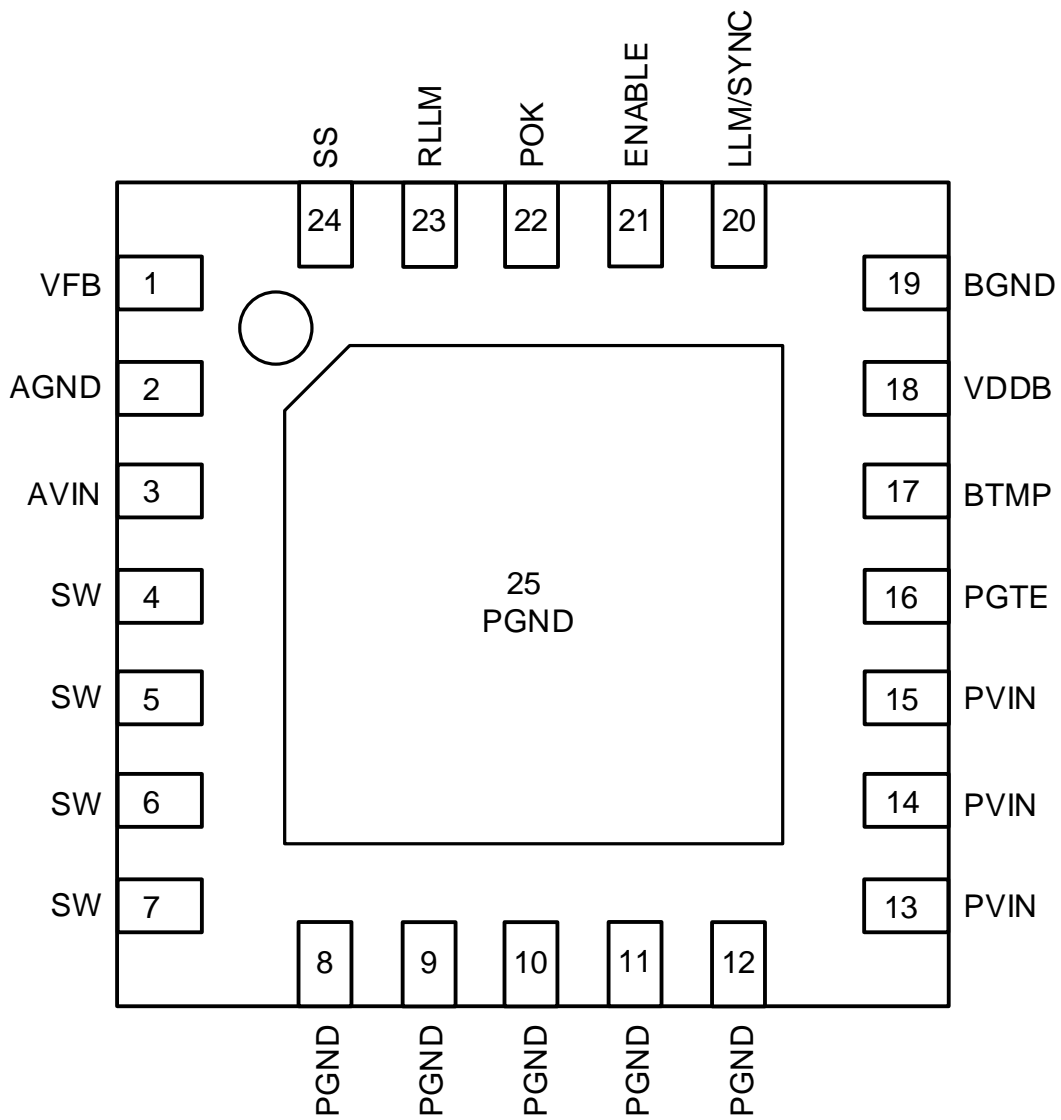 SS
RLLM
POK
ENABLE
LLM/SYNC
24
23
22
21
20
VFB 1
19 BGND
AGND 2
18 VDDB
AVIN 3
17 BTMP
SW 4
16 PGTE
25
PGND
SW 5
15 PVIN
SW 6
14 PVIN
SW 7
13 PVIN
8
9
10
11
12
PGND
PGND
PGND
PGND
PGND